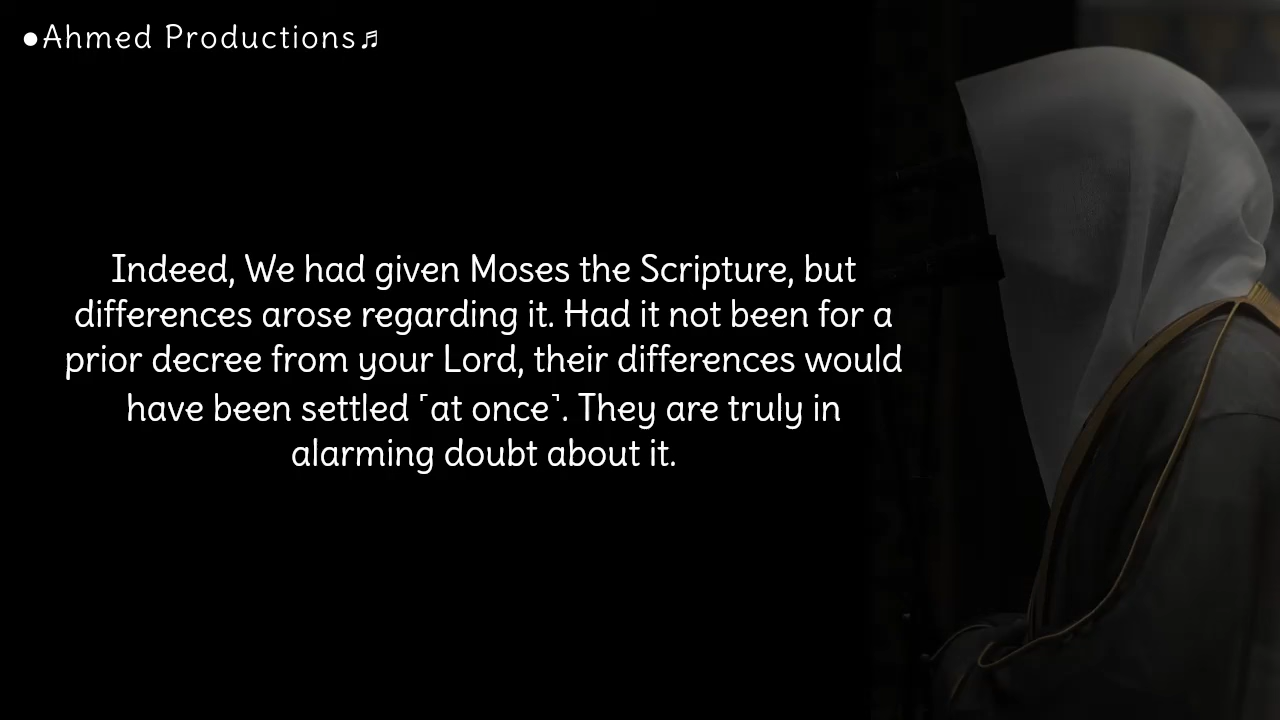 ●Ahmed Productions♬
Indeed, We had given Moses the Scripture, but
differences arose regarding it. Had it not been for a
prior decree from your Lord, their differences would
have been settled ˹at once˺. They are truly in
alarming doubt about it.